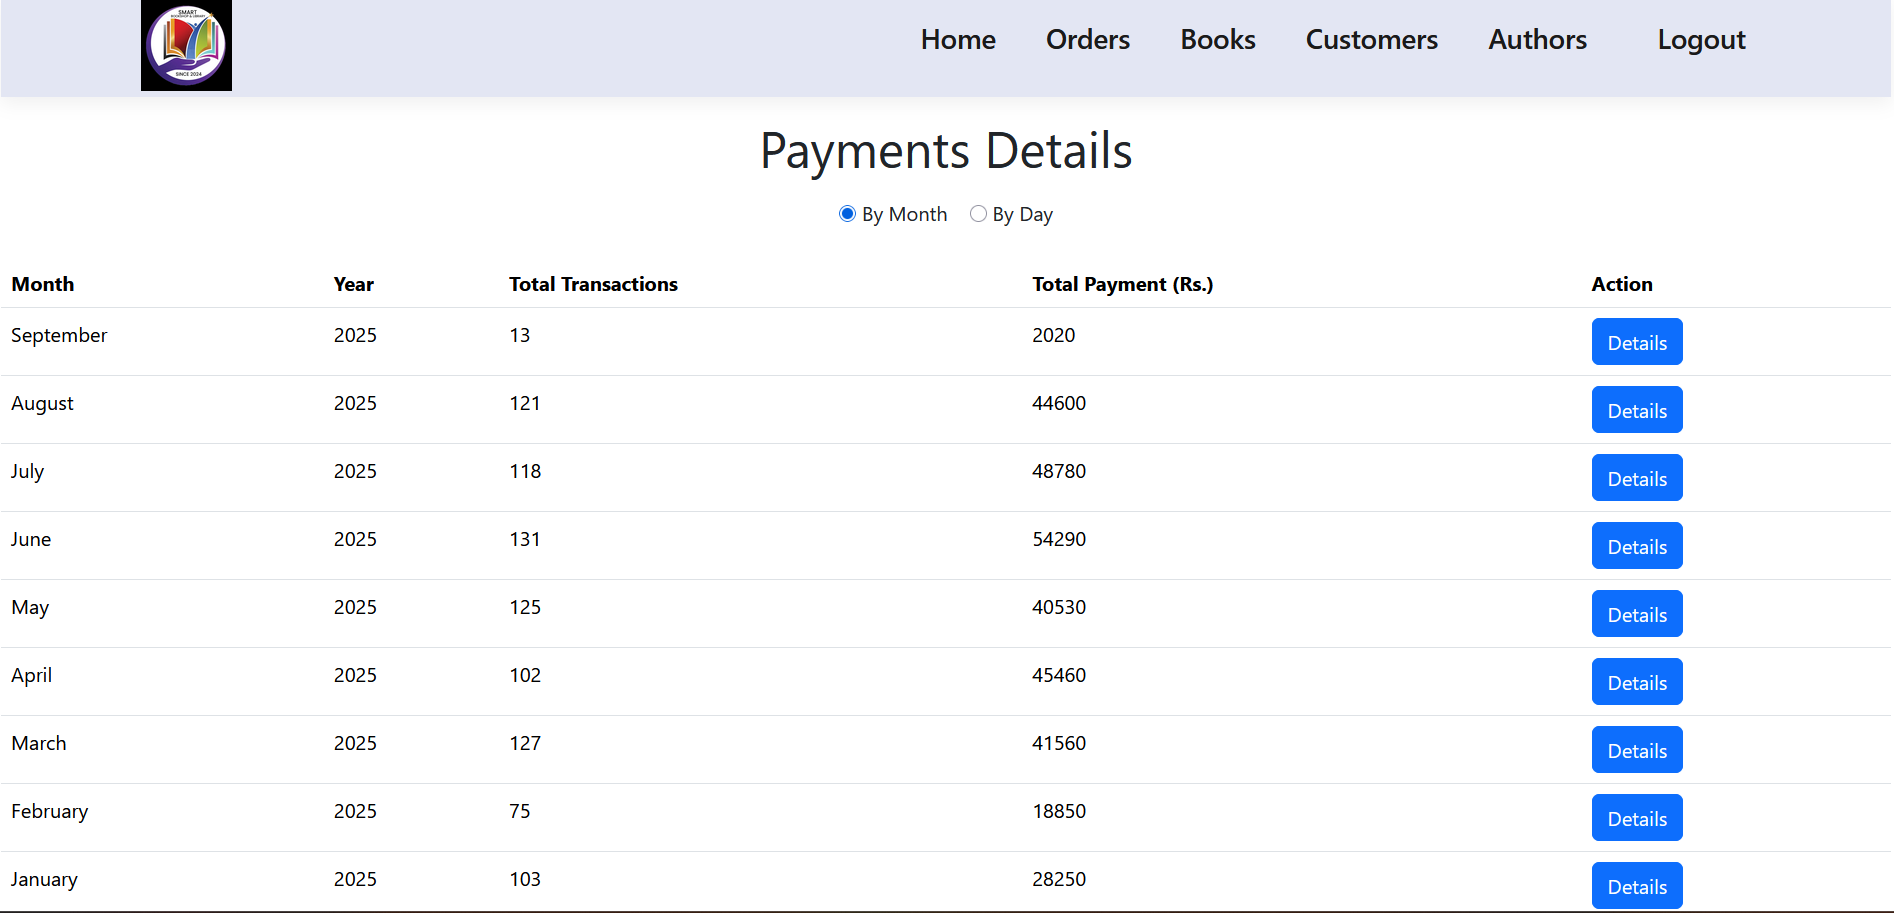 SMART
BOOKSHOP & LIBRARY
SINCE 2024
Home Orders Books Customers Authors Logout
Payments Details
By Month By Day
Month Year Total Transactions Total Payment (Rs.) Action
September 2025 13 2020 Details
August 2025 121 44600 Details
July 2025 118 48780 Details
June 2025 131 54290 Details
May 2025 125 40530 Details
April 2025 102 45460 Details
March 2025 127 41560 Details
February 2025 75 18850 Details
January 2025 103 28250 Details